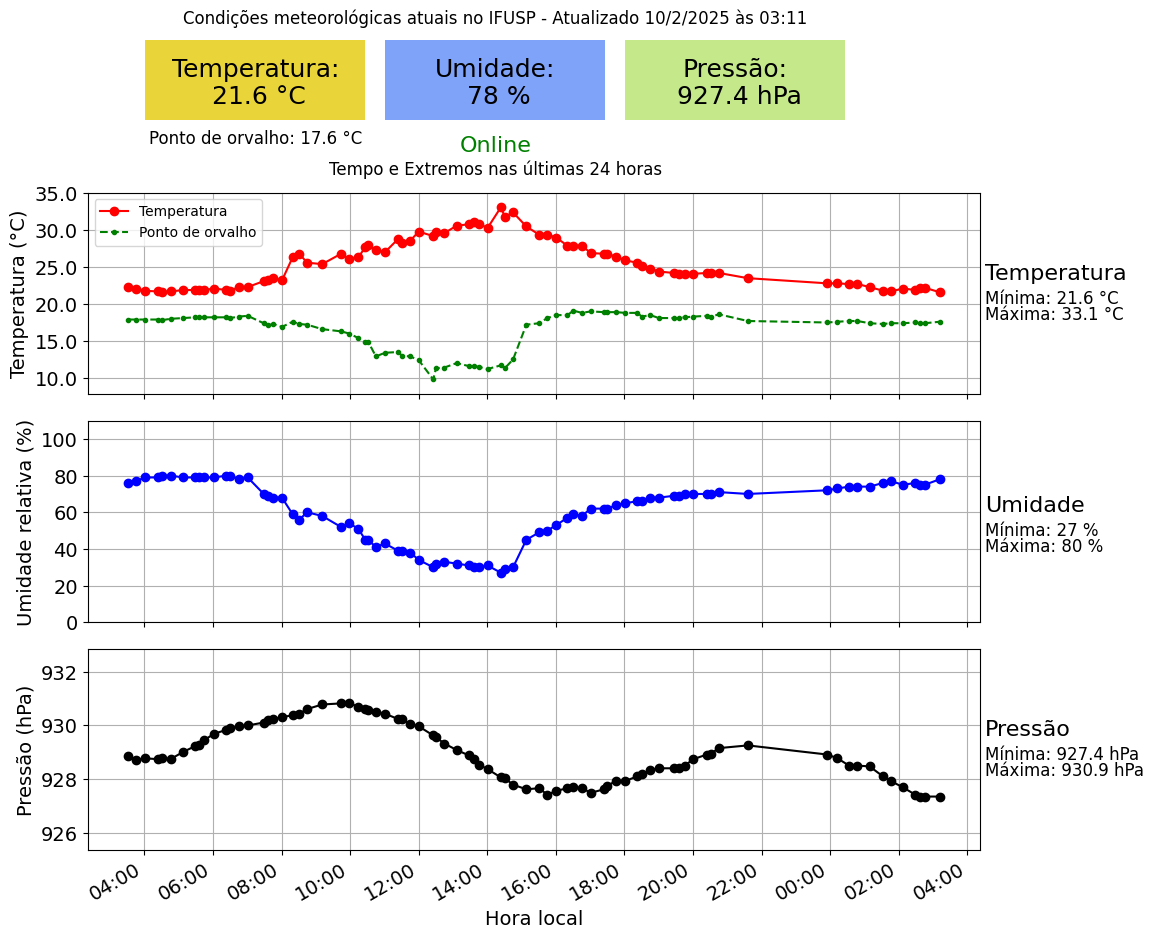 Condições meteorológicas atuais no IFUSP - Atualizado 10/2/2025 às 03:11
Temperatura:
21.6 °C
Umidade:
78 %
Pressão:
927.4 hPa
Ponto de orvalho: 17.6 °C
Online
Tempo e Extremos nas últimas 24 horas
Temperatura (°C)
35.0
30.0
25.0
20.0
15.0
10.0
Temperatura
Ponto de orvalho
Temperatura
Mínima: 21.6 °C
Máxima: 33.1 °C
Umidade relativa (%)
100
80
60
40
20
0
Umidade
Mínima: 27 %
Máxima: 80 %
Pressão (hPa)
932
930
928
926
Pressão
Mínima: 927.4 hPa
Máxima: 930.9 hPa
04:00 06:00 08:00 10:00 12:00 14:00 16:00 18:00 20:00 22:00 00:00 02:00 04:00
Hora local